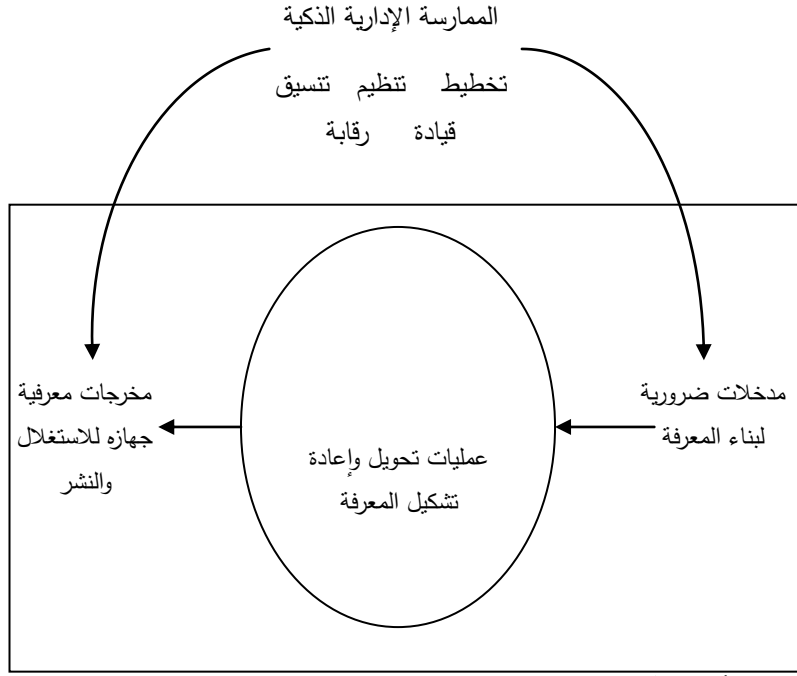 الممارسة الإدارية الذكية
تخطيط تنظيم تنسيق
قيادة رقابة
مدخلات ضرورية
لبناء المعرفة
عمليات تحويل وإعادة
تشكيل المعرفة
مخرجات معرفية
جهازه للاستغلال
والنشر